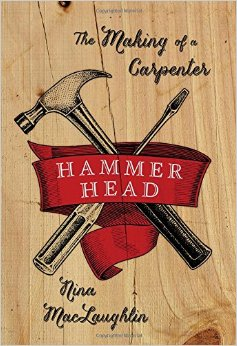 The Making of a
Carpenter
HAMMER
HEAD
Nina
MacLaughlin